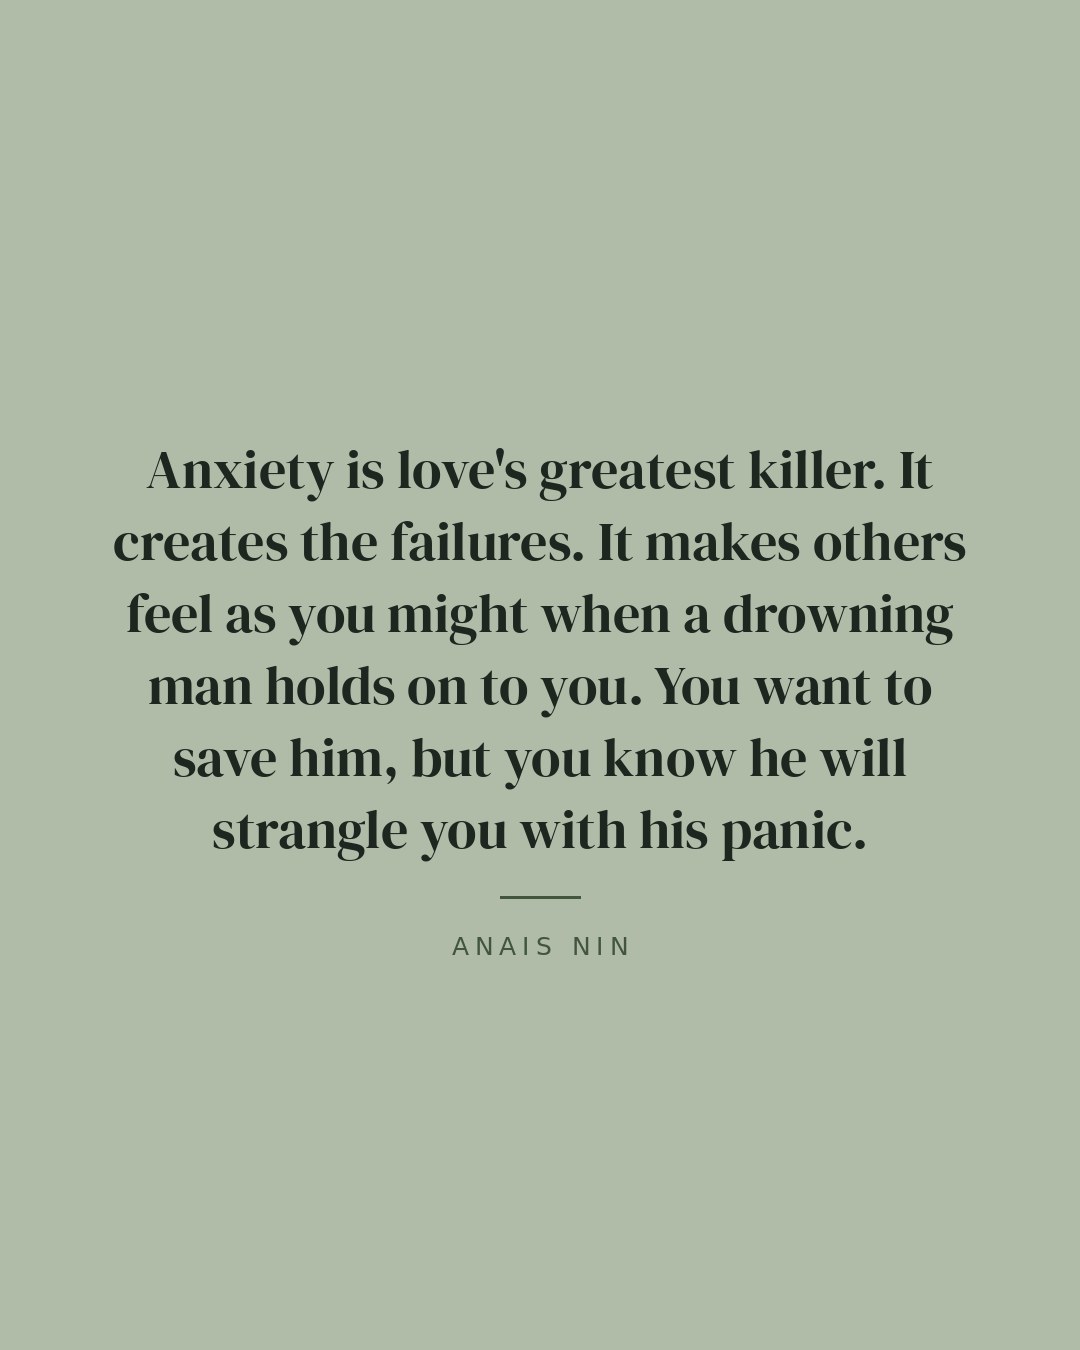 Anxiety is love's greatest killer. It
creates the failures. It makes others
feel as you might when a drowning
man holds on to you. You want to
save him, but you know he will
strangle you with his panic.
ANAIS NIN